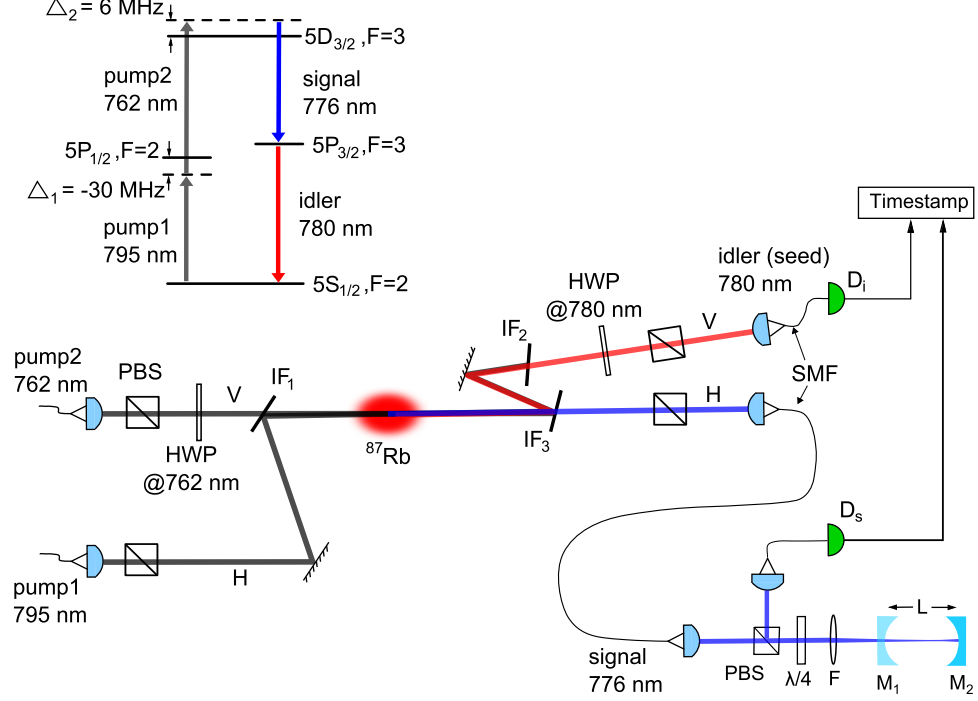 △₂ = 6 MHz
5D₃/₂ ,F=3
pump2
762 nm
signal
776 nm
5P₁/₂ ,F=2
5P₃/₂ ,F=3
△₁ = -30 MHz
pump1
795 nm
idler
780 nm
5S₁/₂ ,F=2
Timestamp
idler (seed)
780 nm
Dᵢ
HWP
@780 nm
V
IF₂
SMF
pump2
762 nm
PBS
V
IF₁
HWP
@762 nm
⁸⁷Rb
IF₃
H
pump1
795 nm
H
Dₛ
L
signal
776 nm
PBS
λ/4
F
M₁
M₂